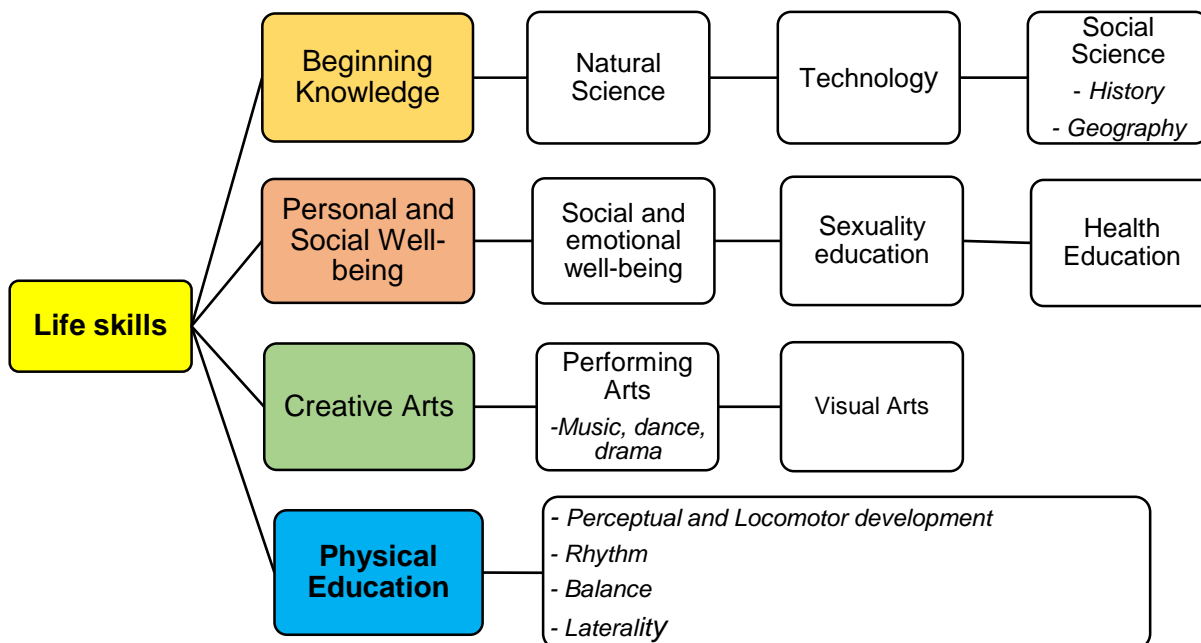 Beginning
Knowledge
Natural
Science
Technology
Social
Science
- History
- Geography
Personal and
Social Well-
being
Social and
emotional
well-being
Sexuality
education
Health
Education
Life skills
Creative Arts
Performing
Arts
-Music, dance,
drama
Visual Arts
Physical
Education
- Perceptual and Locomotor development
- Rhythm
- Balance
- Laterality